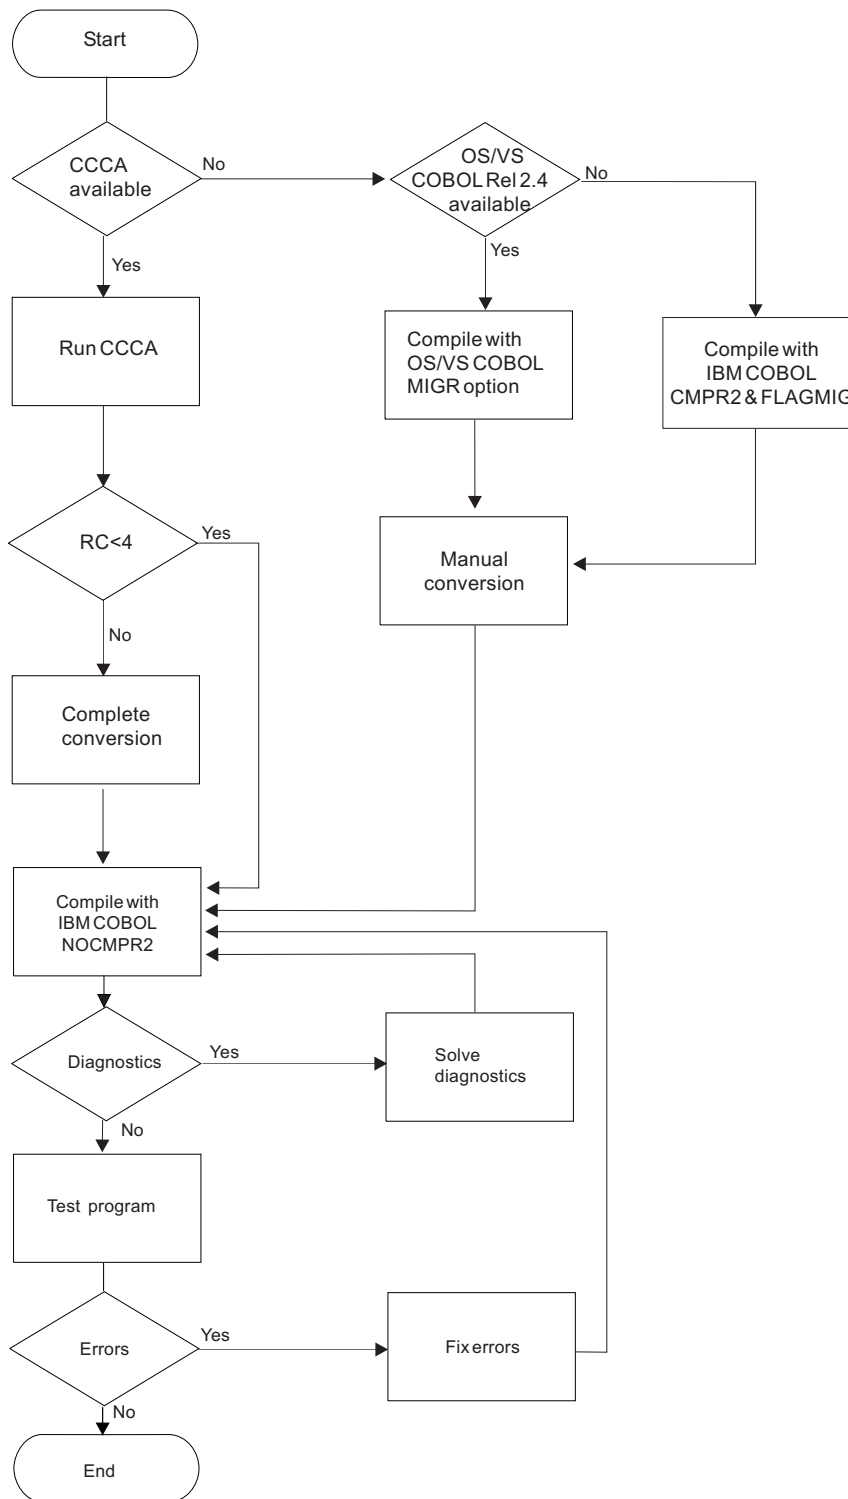 Start
CCCA
available
No
OS/VS
COBOL Rel 2.4
available
No
Yes
Yes
Run CCCA
Compile with
OS/VS COBOL
MIGR option
Compile with
IBM COBOL
CMPR2 & FLAGMIG
RC<4
Yes
No
Manual
conversion
Complete
conversion
Compile with
IBM COBOL
NOCMPR2
Diagnostics
Yes
No
Solve
diagnostics
Test program
Errors
Yes
No
Fix errors
End